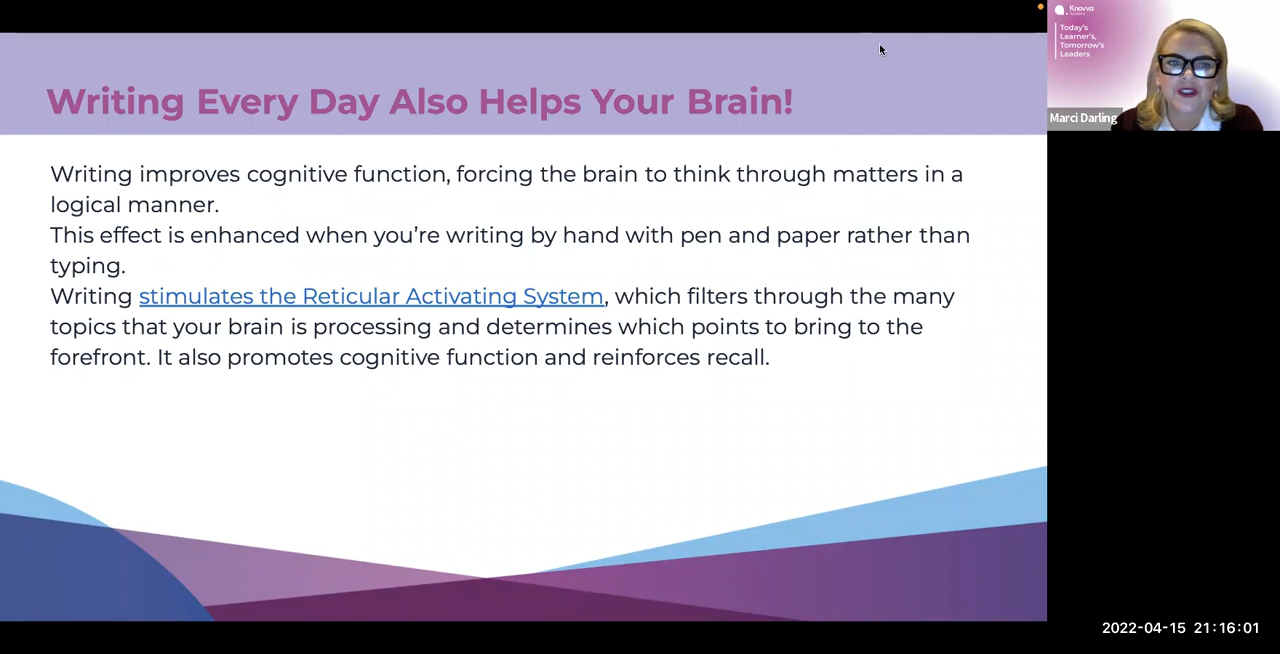 Writing Every Day Also Helps Your Brain!
Writing improves cognitive function, forcing the brain to think through matters in a
logical manner.
This effect is enhanced when you're writing by hand with pen and paper rather than
typing.
Writing stimulates the Reticular Activating System, which filters through the many
topics that your brain is processing and determines which points to bring to the
forefront. It also promotes cognitive function and reinforces recall.
Knovva
Today's
Learner's,
Tomorrow's
Leaders
Marci Darling
2022-04-15 21:16:01